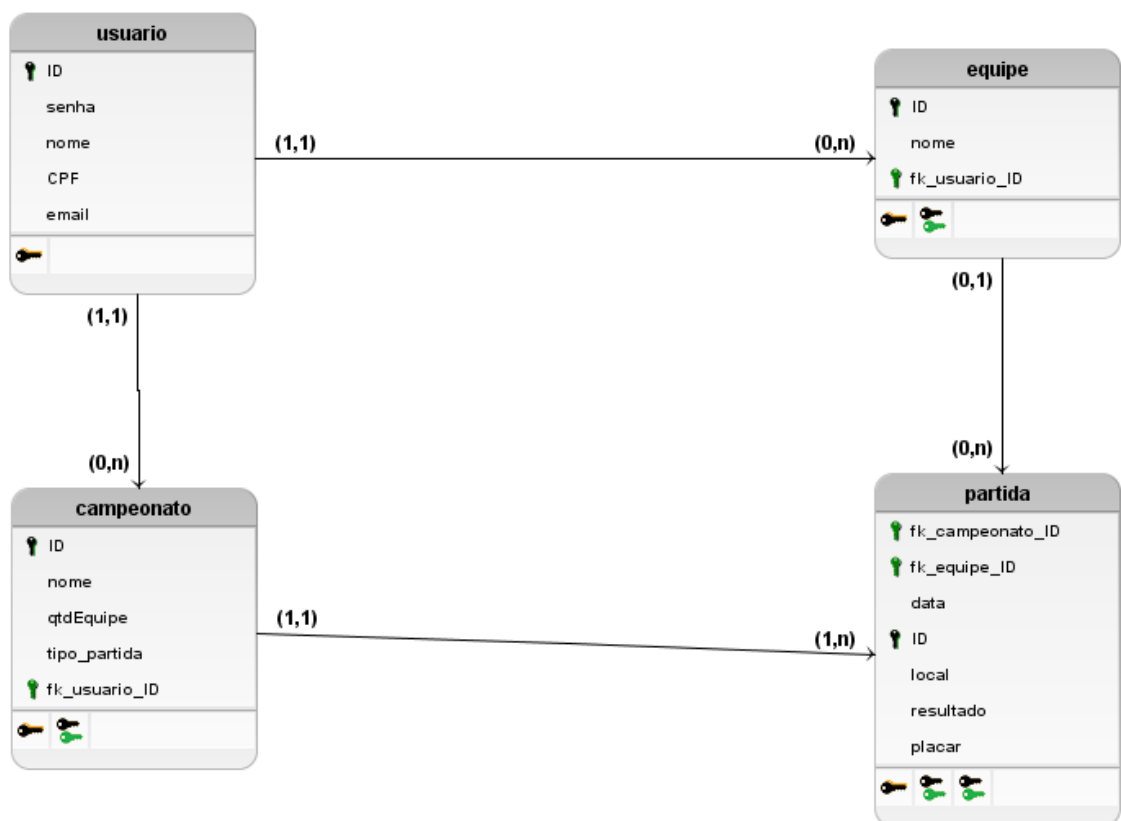 usuario
ID
senha
nome
CPF
email
(1,1)
(0,n)
equipe
ID
nome
fk_usuario_ID
(1,1)
(0,n)
(0,1)
(0,n)
campeonato
ID
nome
qtdEquipe
tipo_partida
fk_usuario_ID
(1,1)
(1,n)
partida
fk_campeonato_ID
fk_equipe_ID
data
ID
local
resultado
placar